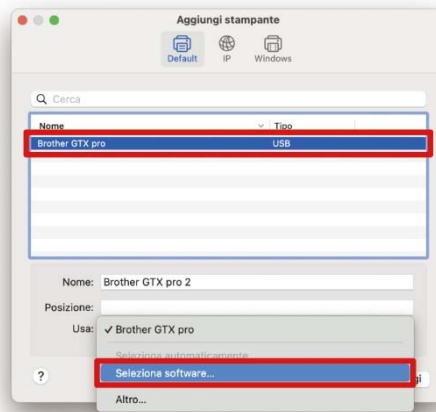 Aggiungi stampante
Default IP Windows
Cerca
Nome Tipo
Brother GTX pro USB
Nome: Brother GTX pro 2
Posizione:
Usa: ✓ Brother GTX pro
Seleziona automaticamente
Seleziona software...
? gi
Altro...